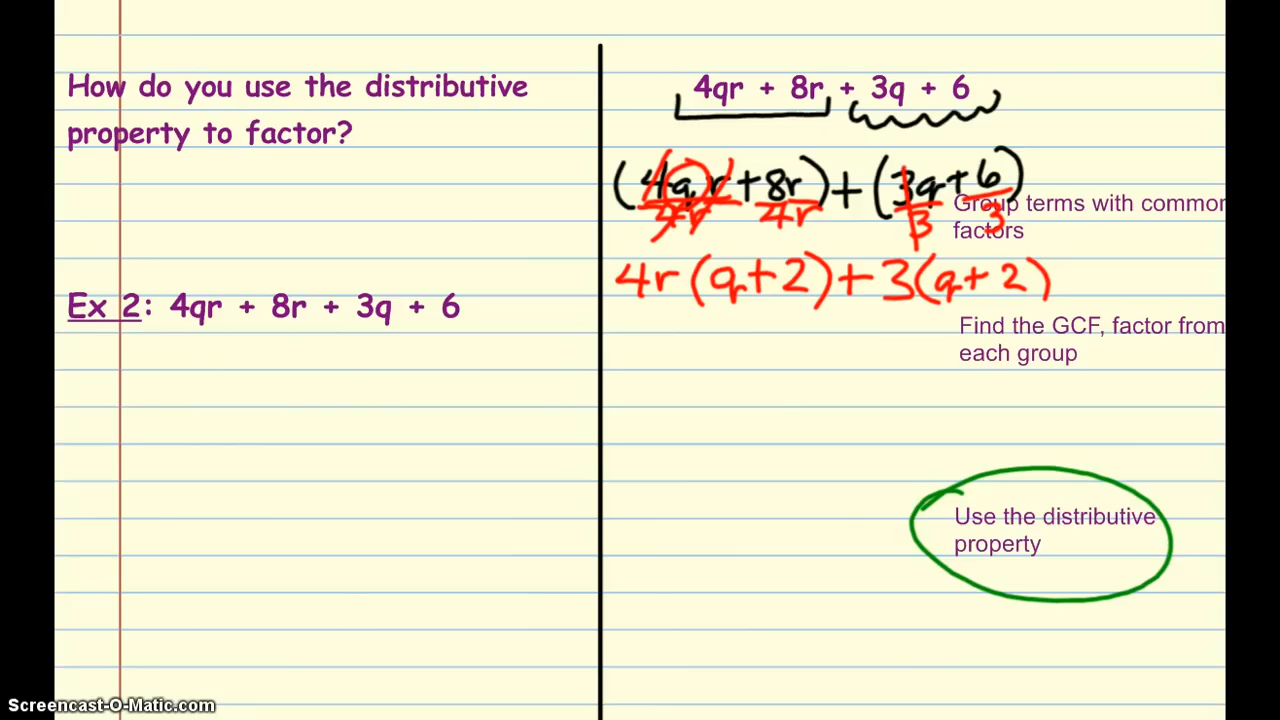 How do you use the distributive
property to factor?
Ex 2: 4qr + 8r + 3q + 6
4qr + 8r + 3q + 6
(4qr + 8r) + (3q + 6)
4r 4r 3 3
Group terms with common
factors
4r (q + 2) + 3 (q + 2)
Find the GCF, factor from
each group
Use the distributive
property
Screencast-O-Matic.com